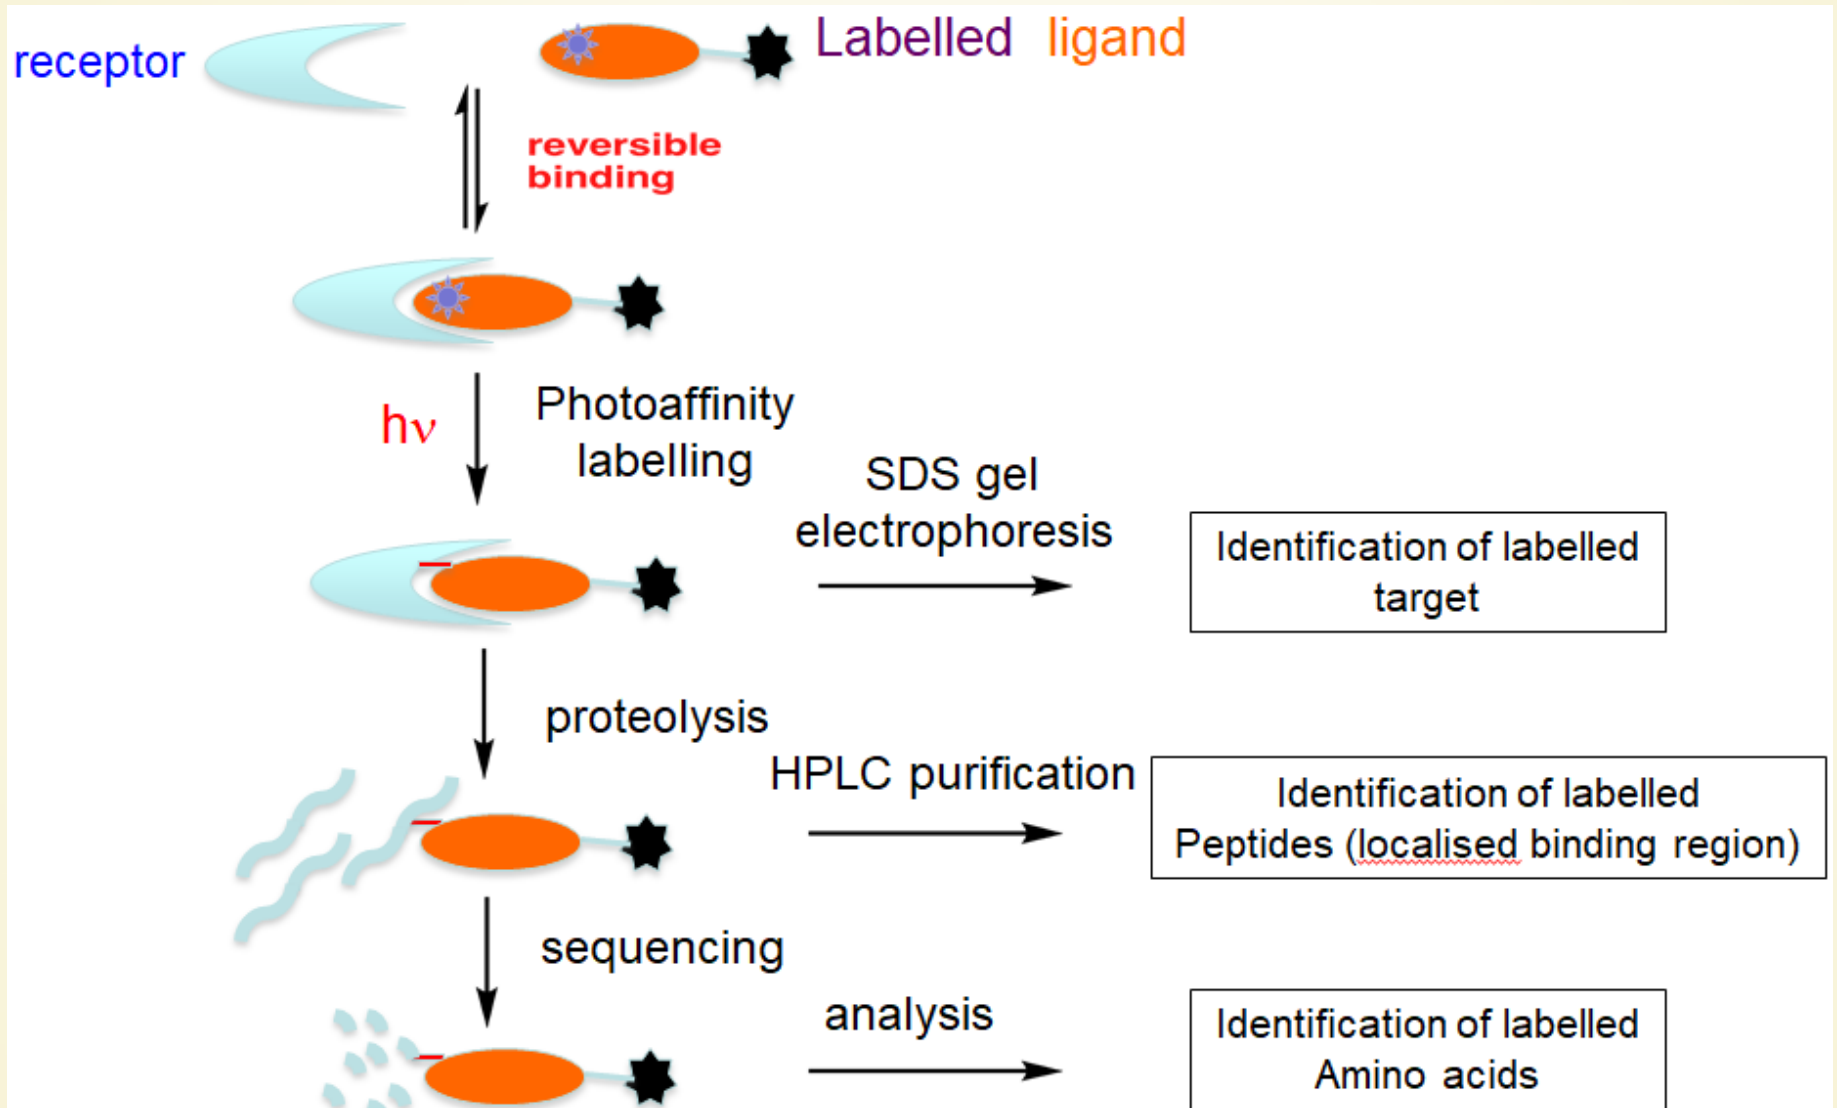 receptor
Labelled ligand
reversible
binding
hν
Photoaffinity
labelling
SDS gel
electrophoresis
Identification of labelled
target
proteolysis
HPLC purification
Identification of labelled
Peptides (localised binding region)
sequencing
analysis
Identification of labelled
Amino acids